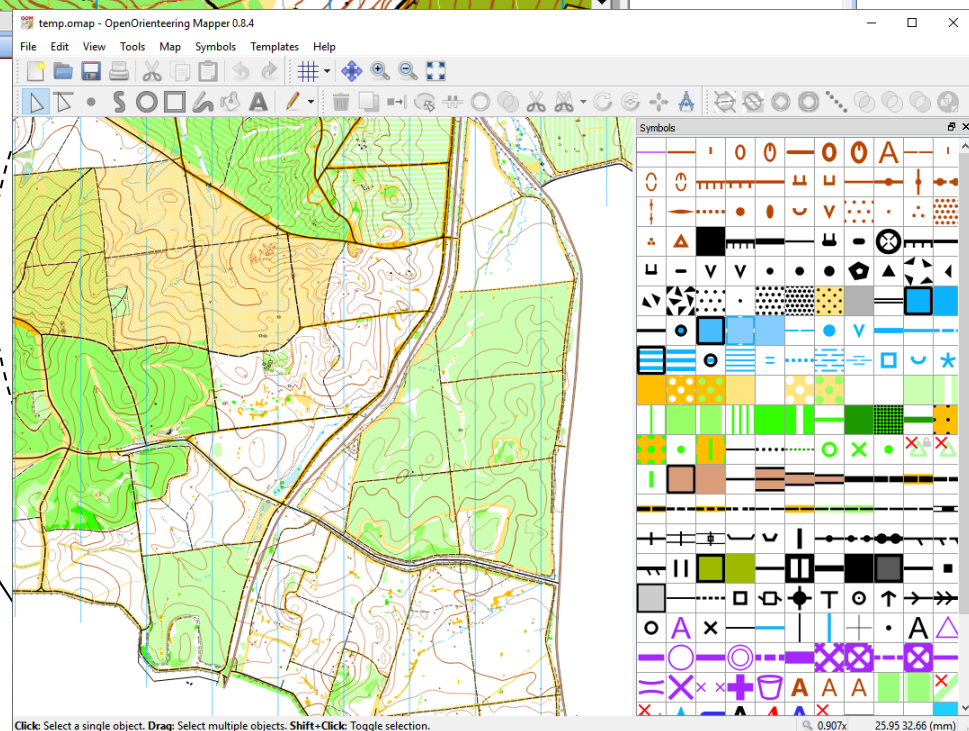 temp.omap - OpenOrienteering Mapper 0.8.4
File Edit View Tools Map Symbols Templates Help
Symbols
Click: Select a single object. Drag: Select multiple objects. Shift+Click: Toggle selection.
0.907x
25.95 32.66 (mm)